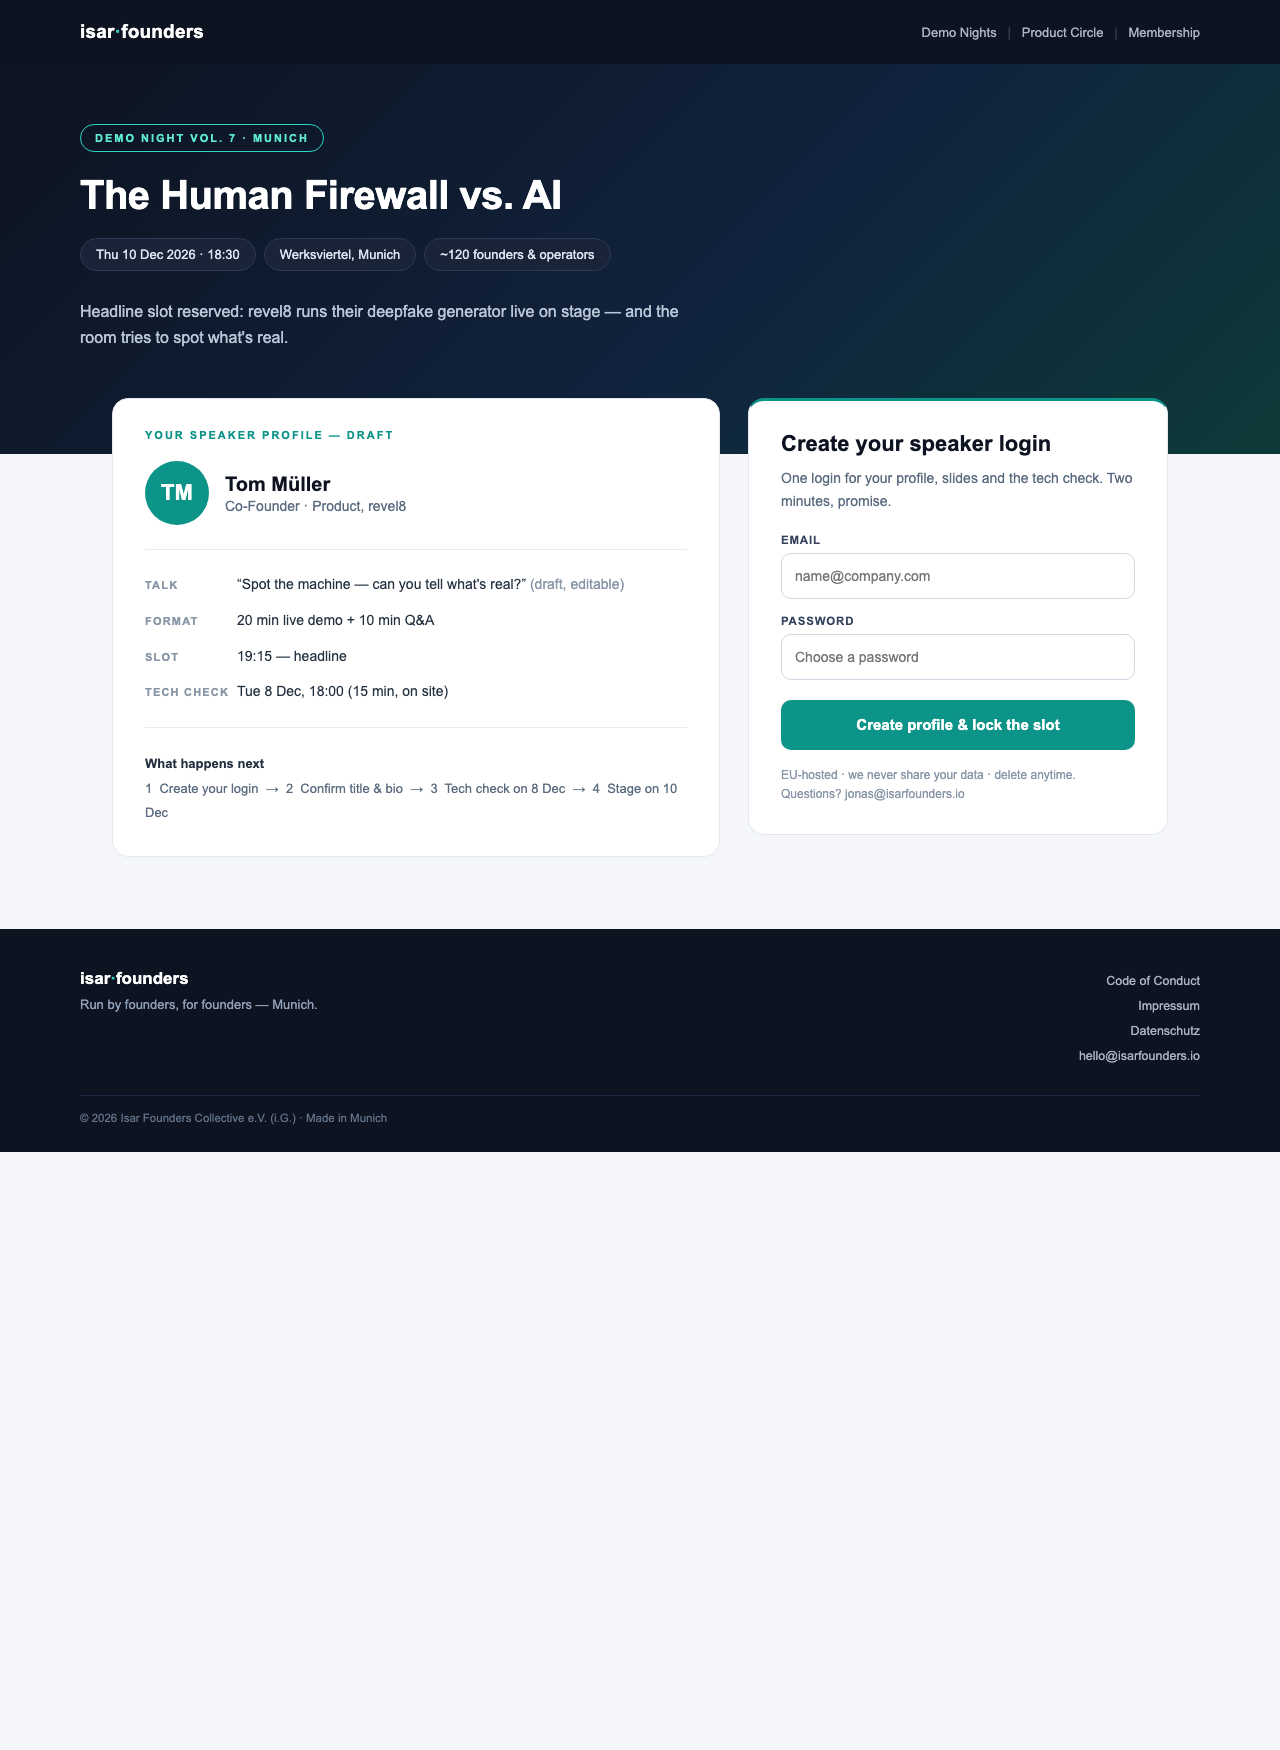 isar·founders
Demo Nights | Product Circle | Membership
DEMO NIGHT VOL. 7 · MUNICH
The Human Firewall vs. AI
Thu 10 Dec 2026 · 18:30
Werksviertel, Munich
~120 founders & operators
Headline slot reserved: revel8 runs their deepfake generator live on stage — and the
room tries to spot what's real.
YOUR SPEAKER PROFILE — DRAFT
TM
Tom Müller
Co-Founder · Product, revel8
TALK "Spot the machine — can you tell what's real?" (draft, editable)
FORMAT 20 min live demo + 10 min Q&A
SLOT 19:15 — headline
TECH CHECK Tue 8 Dec, 18:00 (15 min, on site)
What happens next
1 Create your login → 2 Confirm title & bio → 3 Tech check on 8 Dec → 4 Stage on 10
Dec
Create your speaker login
One login for your profile, slides and the tech check. Two
minutes, promise.
EMAIL
name@company.com
PASSWORD
Choose a password
Create profile & lock the slot
EU-hosted · we never share your data · delete anytime.
Questions? jonas@isarfounders.io
isar·founders
Run by founders, for founders — Munich.
Code of Conduct
Impressum
Datenschutz
hello@isarfounders.io
© 2026 Isar Founders Collective e.V. (i.G.) · Made in Munich